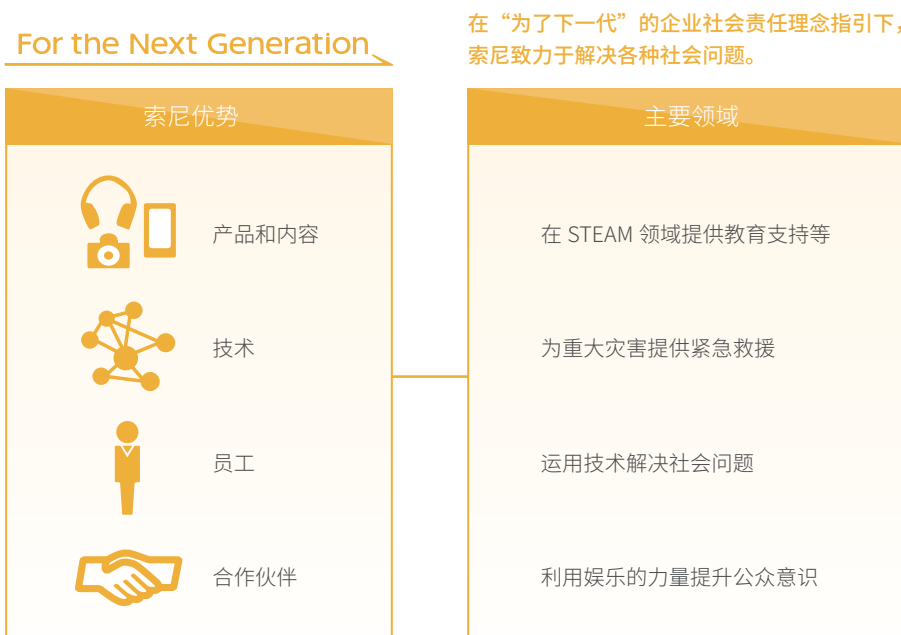 For the Next Generation
在“为了下一代”的企业社会责任理念指引下，
索尼致力于解决各种社会问题。
索尼优势
产品和内容
技术
员工
合作伙伴
主要领域
在 STEAM 领域提供教育支持等
为重大灾害提供紧急救援
运用技术解决社会问题
利用娱乐的力量提升公众意识